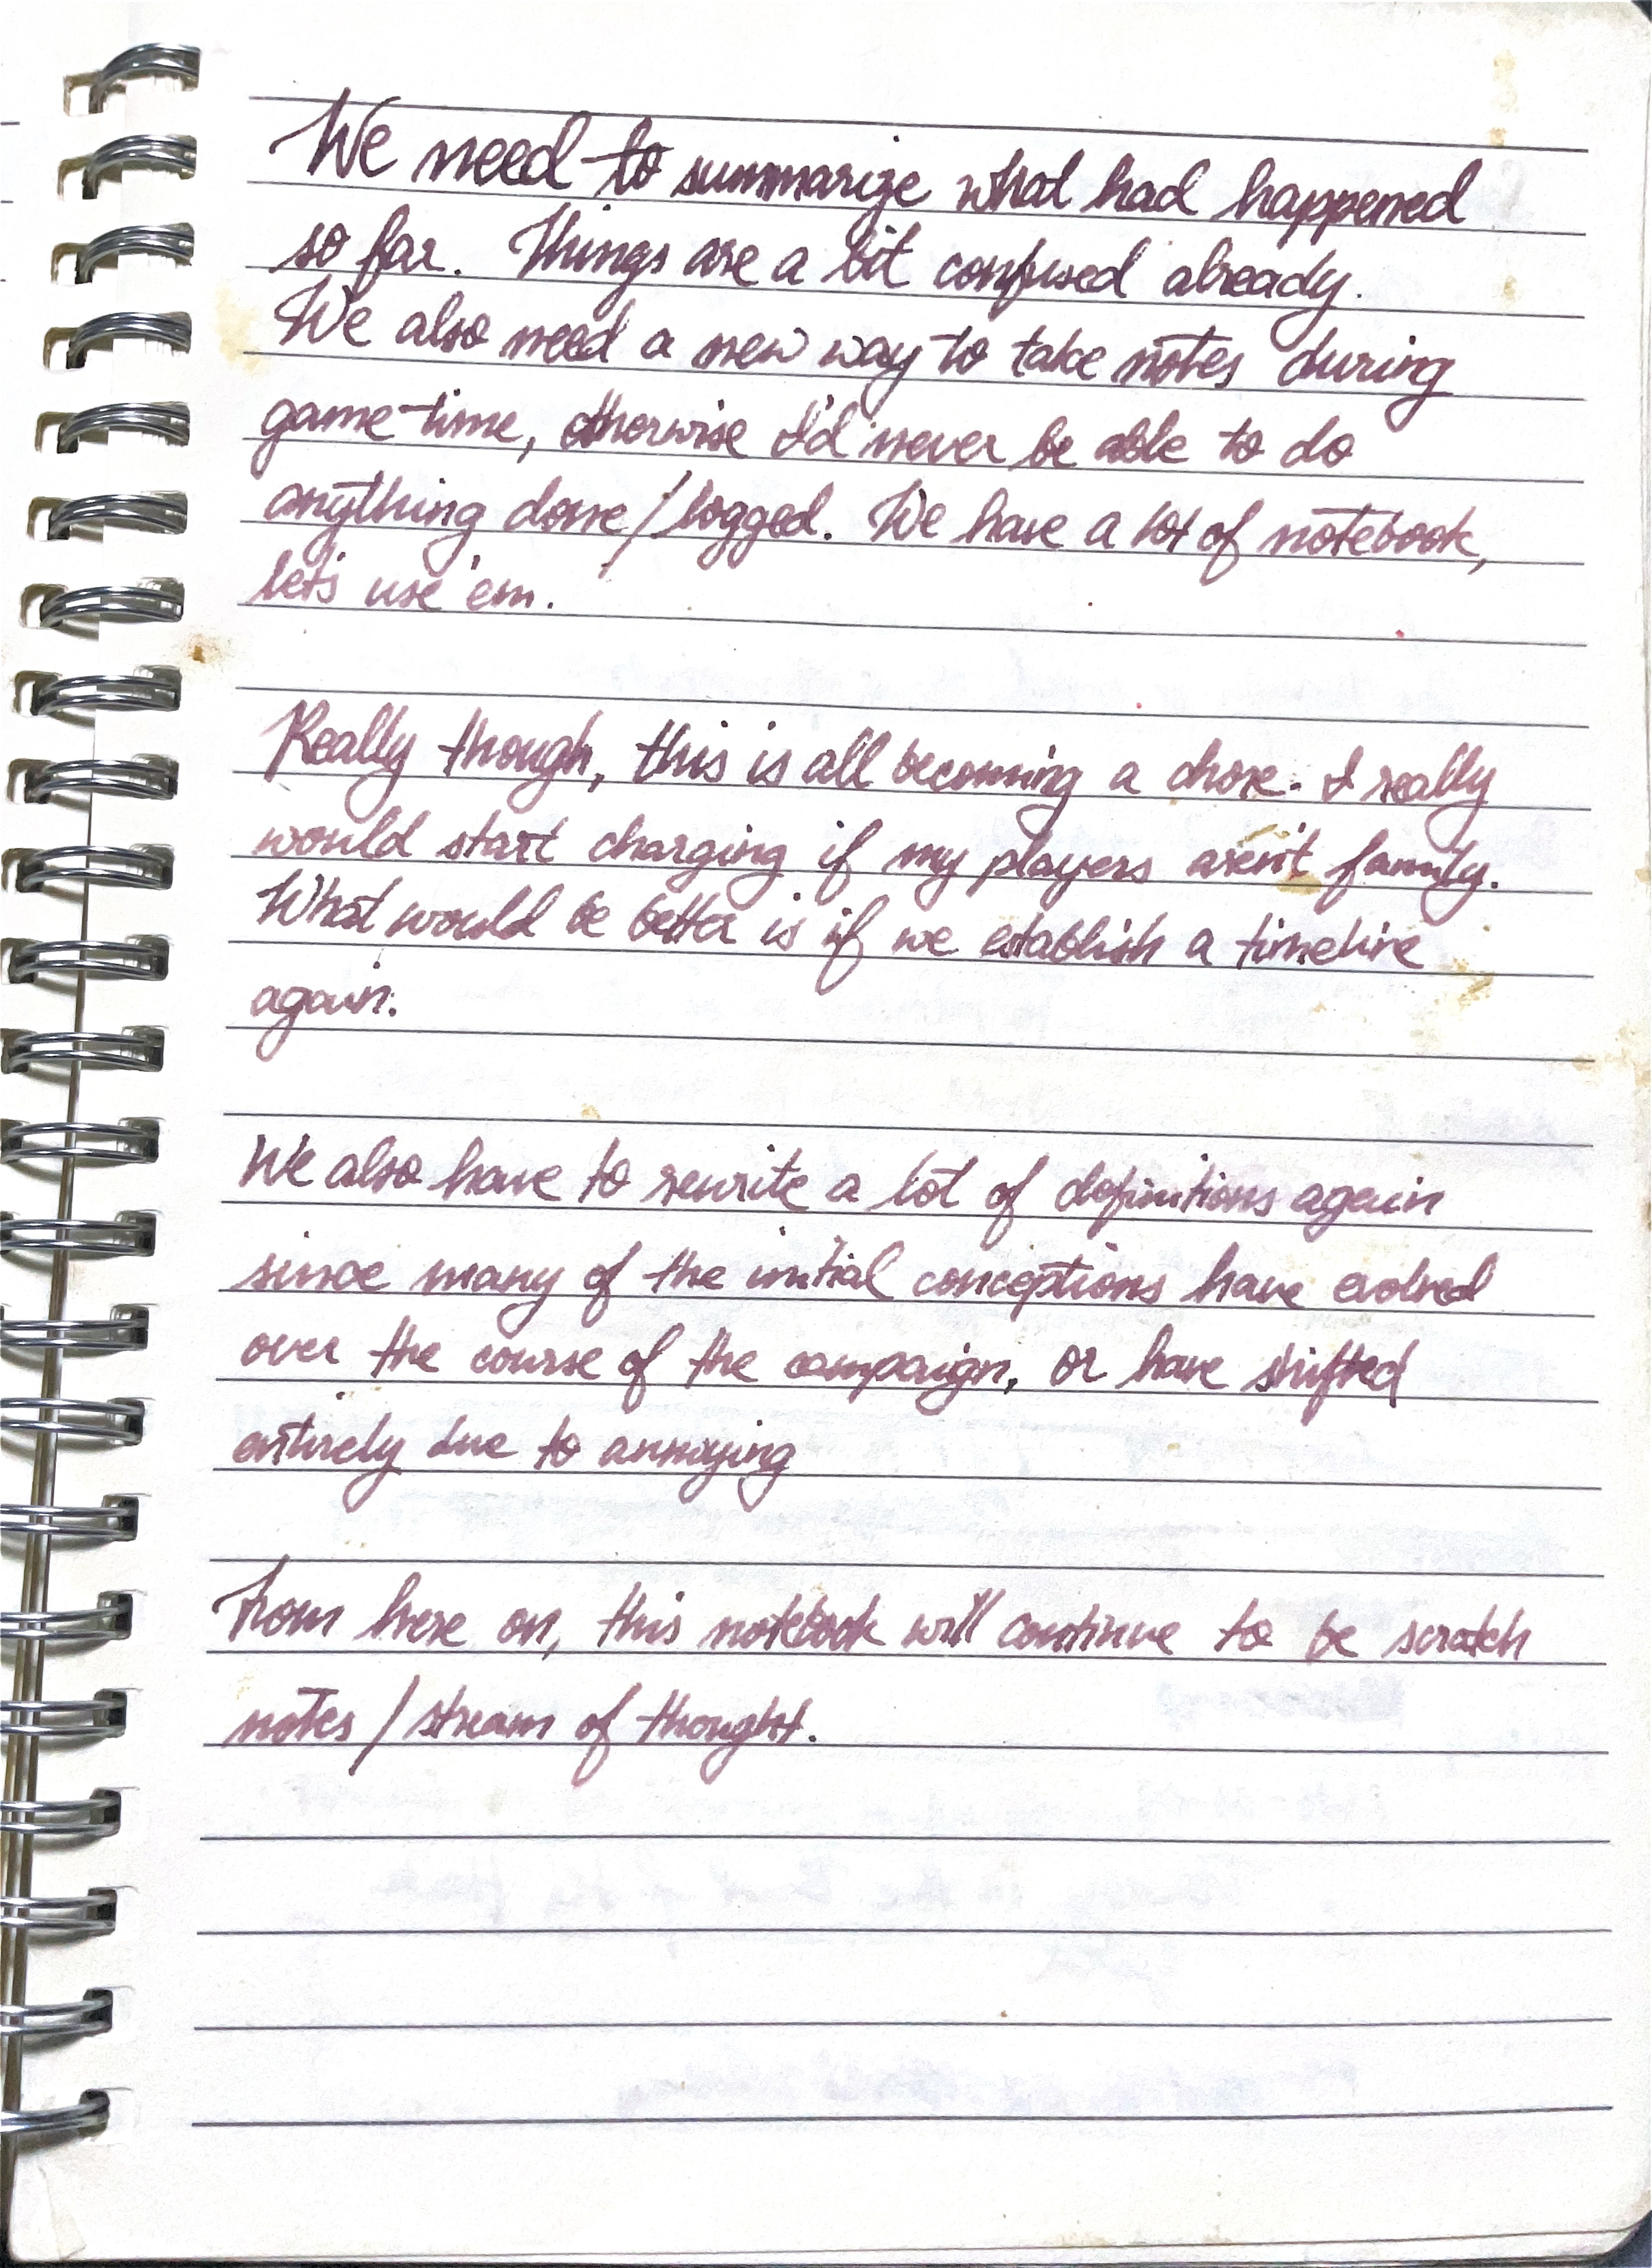 We need to summarize what had happened
so far. Things are a bit confused already.
We also need a new way to take notes during
game-time, otherwise I'd never be able to do
anything done/logged. We have a lot of notebook,
let's use 'em.
Really though, this is all becoming a chore. I really
would start charging if my players aren't family.
What would be better is if we establish a timeline
again.
We also have to rewrite a lot of definitions again
since many of the initial conceptions have evolved
over the course of the campaign, or have shifted
entirely due to annoying
From here on, this notebook will continue to be scratch
notes / stream of thought.